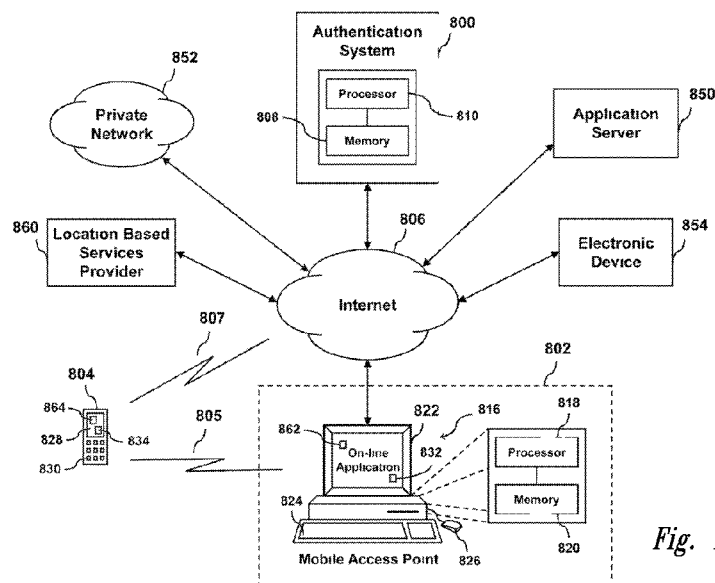 Authentication
System
800
Processor
808
810
Memory
852
Private
Network
Application
Server
850
860
Location Based
Services
Provider
806
Internet
Electronic
Device
854
807
804
864
828
834
830
805
802
822
816
818
862
On-line
Application
832
Processor
Memory
824
826
820
Mobile Access Point
Fig.